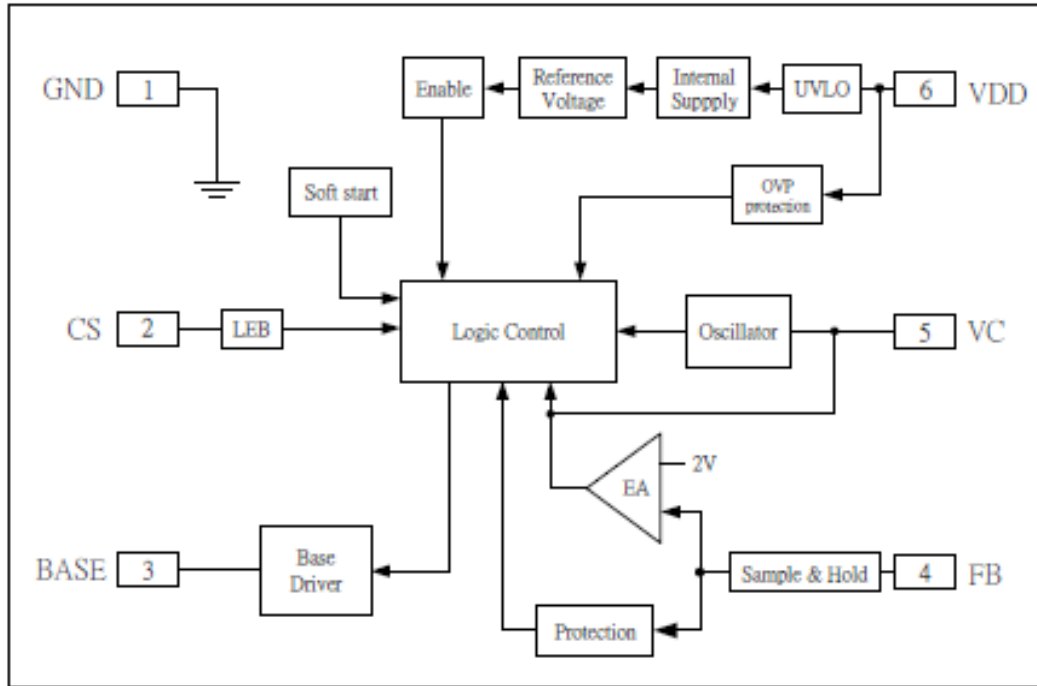 GND
1
Enable
Reference
Voltage
Internal
Suppply
UVLO
6
VDD
Soft start
OVP
protection
CS
2
LEB
Logic Control
Oscillator
5
VC
EA
2V
BASE
3
Base
Driver
Sample & Hold
4
FB
Protection